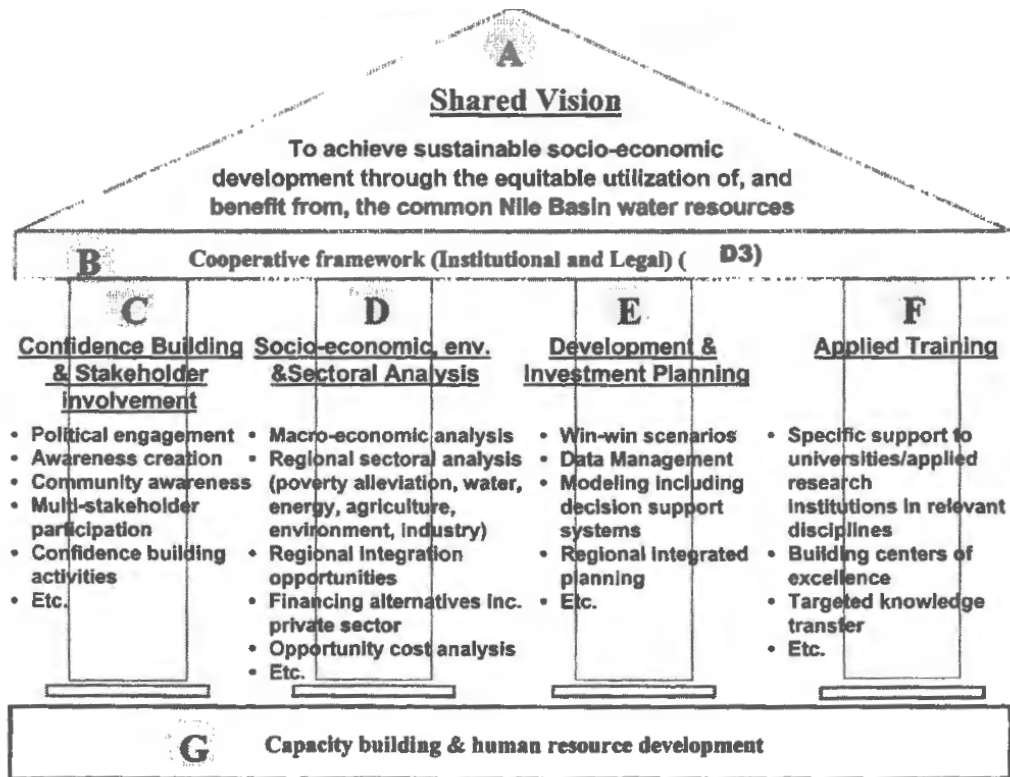 A
Shared Vision
To achieve sustainable socio-economic
development through the equitable utilization of, and
benefit from, the common Nile Basin water resources
B Cooperative framework (Institutional and Legal) ( D3)
C
Confidence Building
& Stakeholder
involvement
• Political engagement
• Awareness creation
• Community awareness
• Multi-stakeholder
participation
• Confidence building
activities
• Etc.
D
Socio-economic, env.
&Sectoral Analysis
• Macro-economic analysis
• Regional sectoral analysis
(poverty alleviation, water,
energy, agriculture,
environment, industry)
• Regional integration
opportunities
• Financing alternatives inc.
private sector
• Opportunity cost analysis
• Etc.
E
Development &
Investment Planning
• Win-win scenarios
• Data Management
• Modeling including
decision support
systems
• Regional integrated
planning
• Etc.
F
Applied Training
• Specific support to
universities/applied
research
institutions in relevant
disciplines
• Building centers of
excellence
• Targeted knowledge
transfer
• Etc.
G Capacity building & human resource development